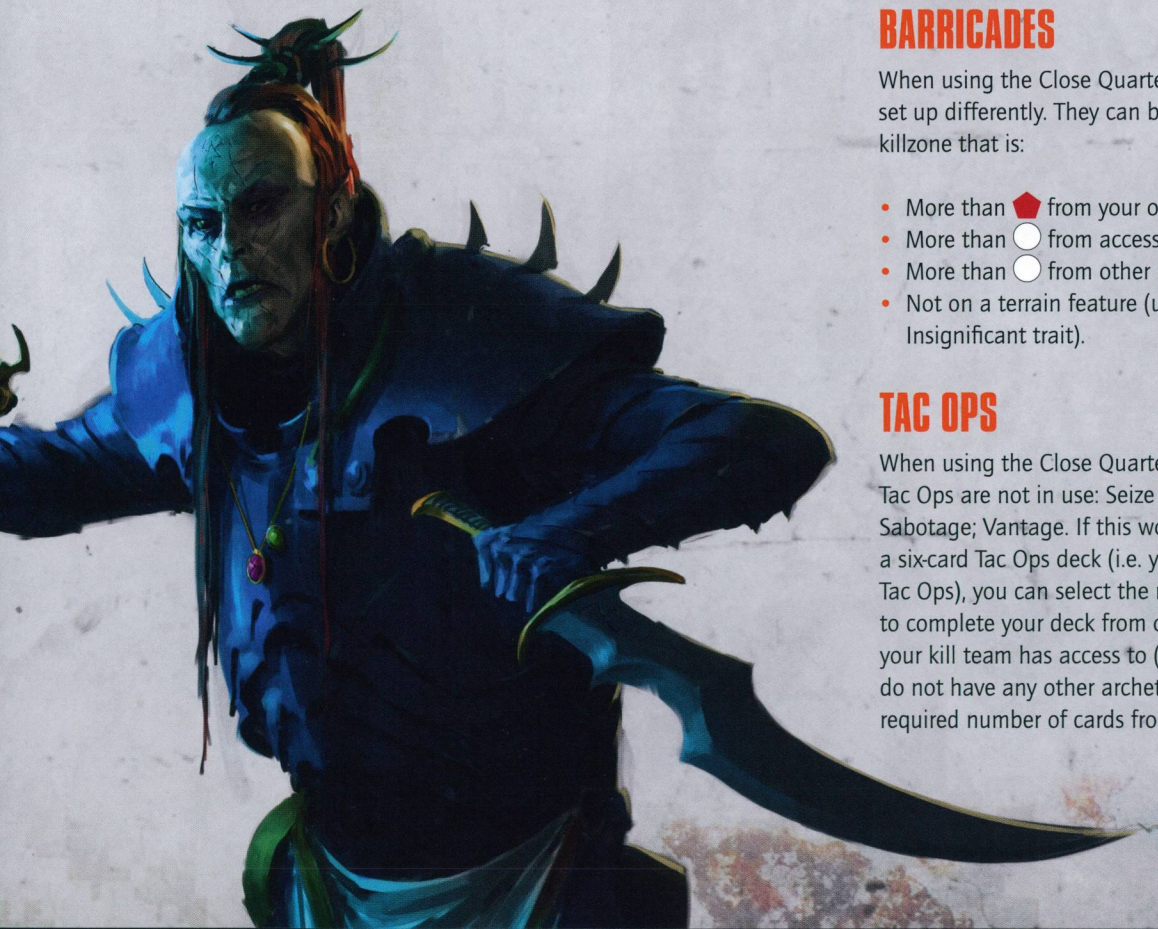 BARRICADES
When using the Close Quarte
set up differently. They can b
killzone that is:
• More than from your o
• More than from access
• More than from other
• Not on a terrain feature (u
Insignificant trait).
TAC OPS
When using the Close Quarte
Tac Ops are not in use: Seize
Sabotage; Vantage. If this wo
a six-card Tac Ops deck (i.e. y
Tac Ops), you can select the r
to complete your deck from o
your kill team has access to (
do not have any other archet
required number of cards fro